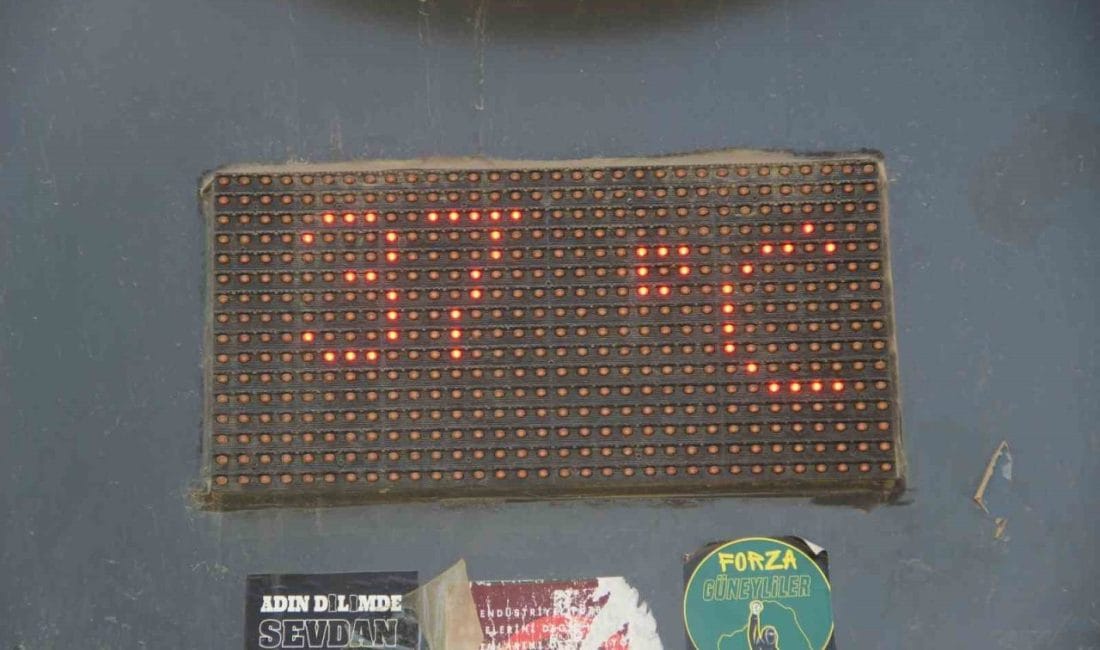 37 °C
ADIN DİLİMDE
SEVDAN
FORZA
GÜNEYLİLER